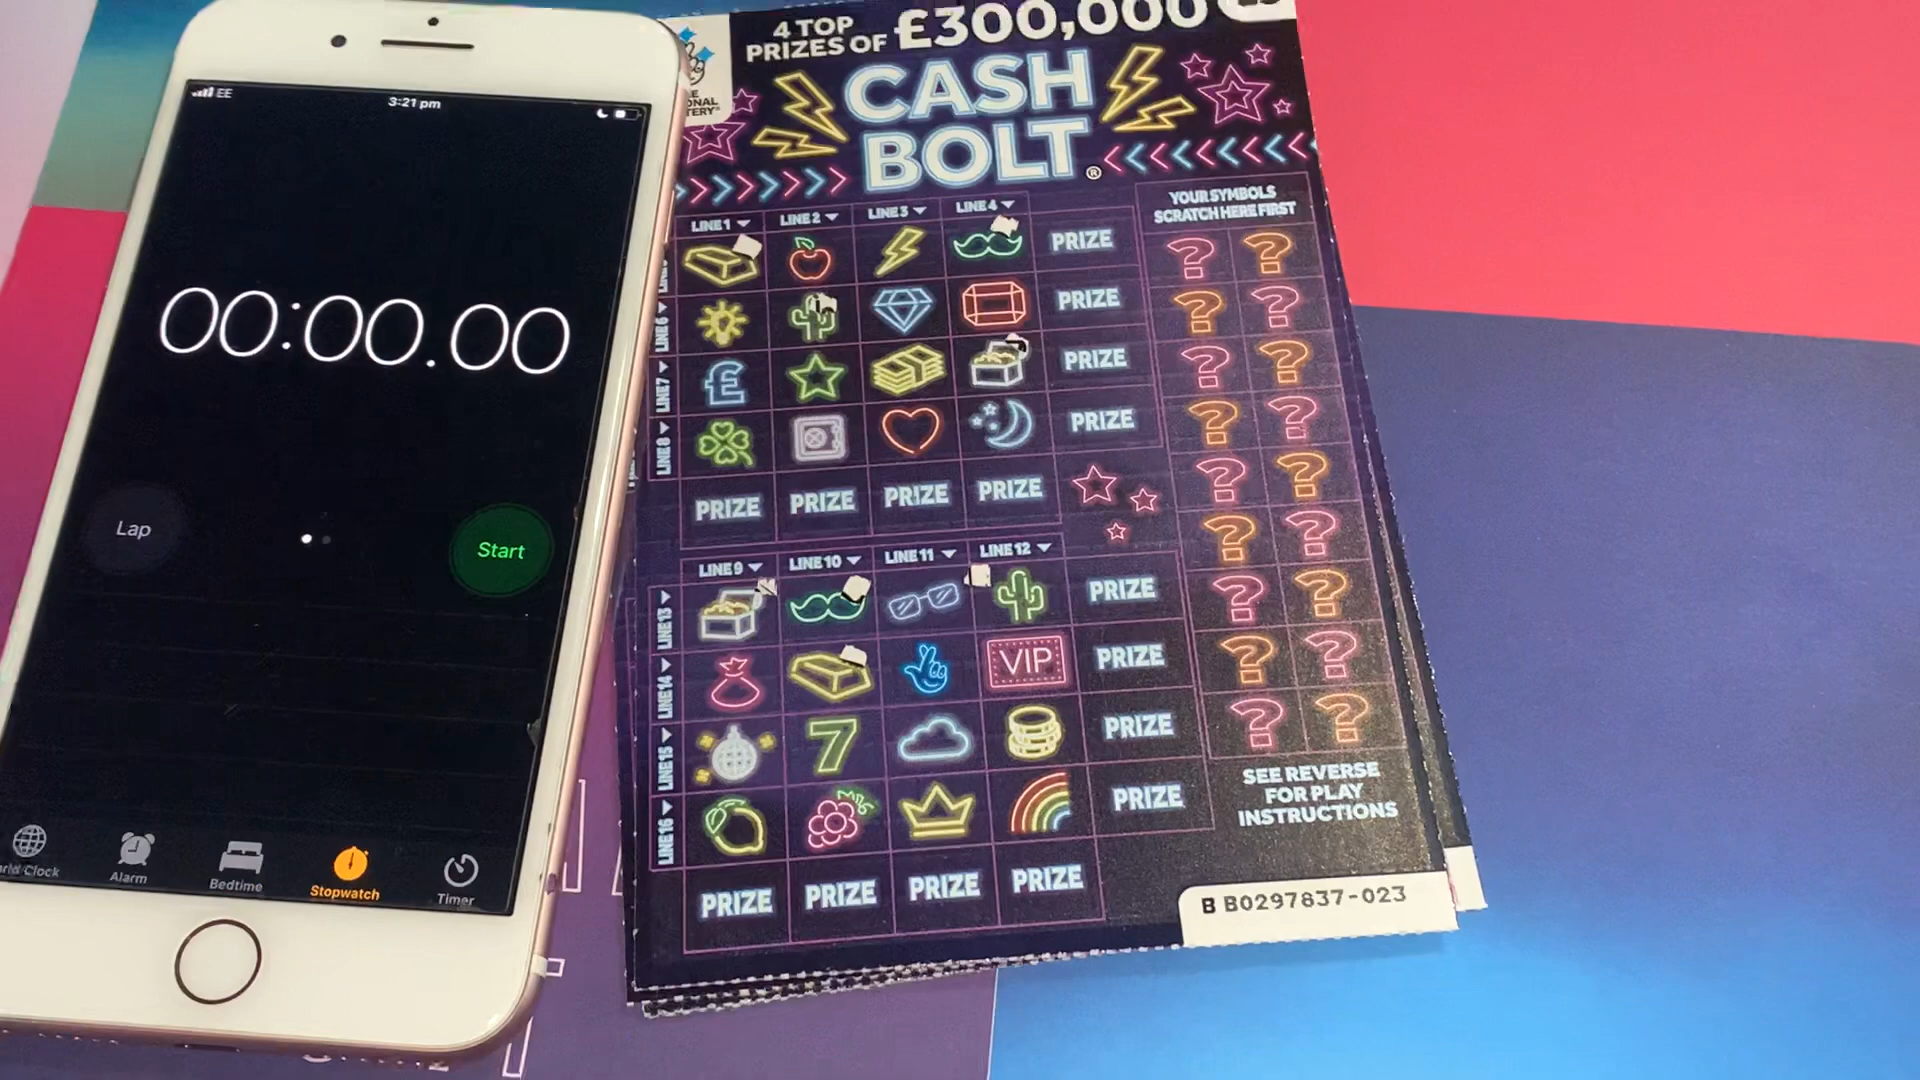 EE
3:21 pm
00:00.00
Lap
Start
Clock
Alarm
Bedtime
Stopwatch
Timer
4 TOP
PRIZES OF £300,000
CASH
BOLT®
YOUR SYMBOLS
SCRATCH HERE FIRST
LINE 1 LINE 2 LINE 3 LINE 4
PRIZE
LINE 6
PRIZE
LINE 7
£
PRIZE
LINE 8
PRIZE
PRIZE PRIZE PRIZE PRIZE
LINE 9 LINE 10 LINE 11 LINE 12
LINE 13
PRIZE
LINE 14
VIP
PRIZE
LINE 15
7
PRIZE
LINE 16
PRIZE
PRIZE PRIZE PRIZE PRIZE
? ?
? ?
? ?
? ?
? ?
? ?
? ?
? ?
? ?
SEE REVERSE
FOR PLAY
INSTRUCTIONS
B B0297837-023